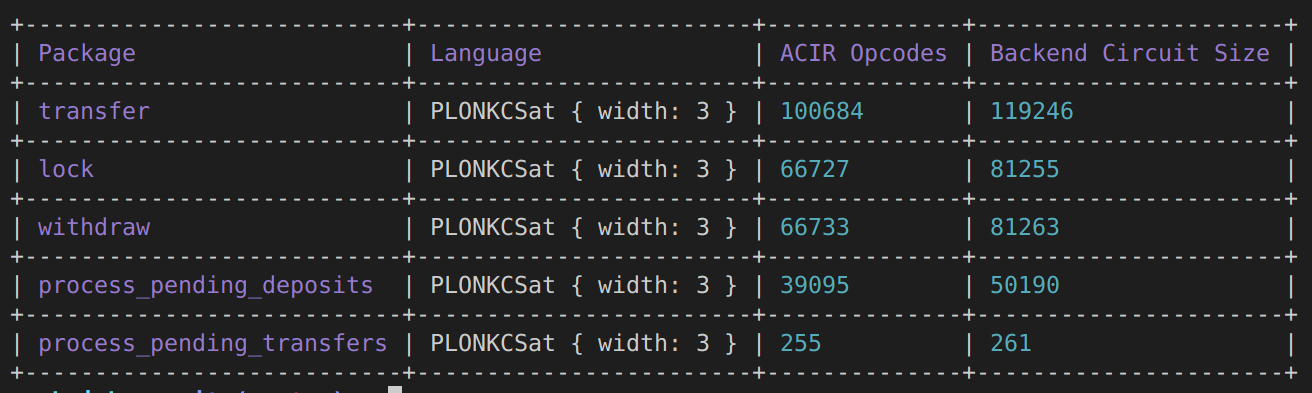 +----------------------------+------------------------+--------------+----------------------+
| Package                    | Language               | ACIR Opcodes | Backend Circuit Size |
+----------------------------+------------------------+--------------+----------------------+
| transfer                   | PLONKCSat { width: 3 } | 100684       | 119246               |
+----------------------------+------------------------+--------------+----------------------+
| lock                       | PLONKCSat { width: 3 } | 66727        | 81255                |
+----------------------------+------------------------+--------------+----------------------+
| withdraw                   | PLONKCSat { width: 3 } | 66733        | 81263                |
+----------------------------+------------------------+--------------+----------------------+
| process_pending_deposits   | PLONKCSat { width: 3 } | 39095        | 50190                |
+----------------------------+------------------------+--------------+----------------------+
| process_pending_transfers  | PLONKCSat { width: 3 } | 255          | 261                  |
+----------------------------+------------------------+--------------+----------------------+